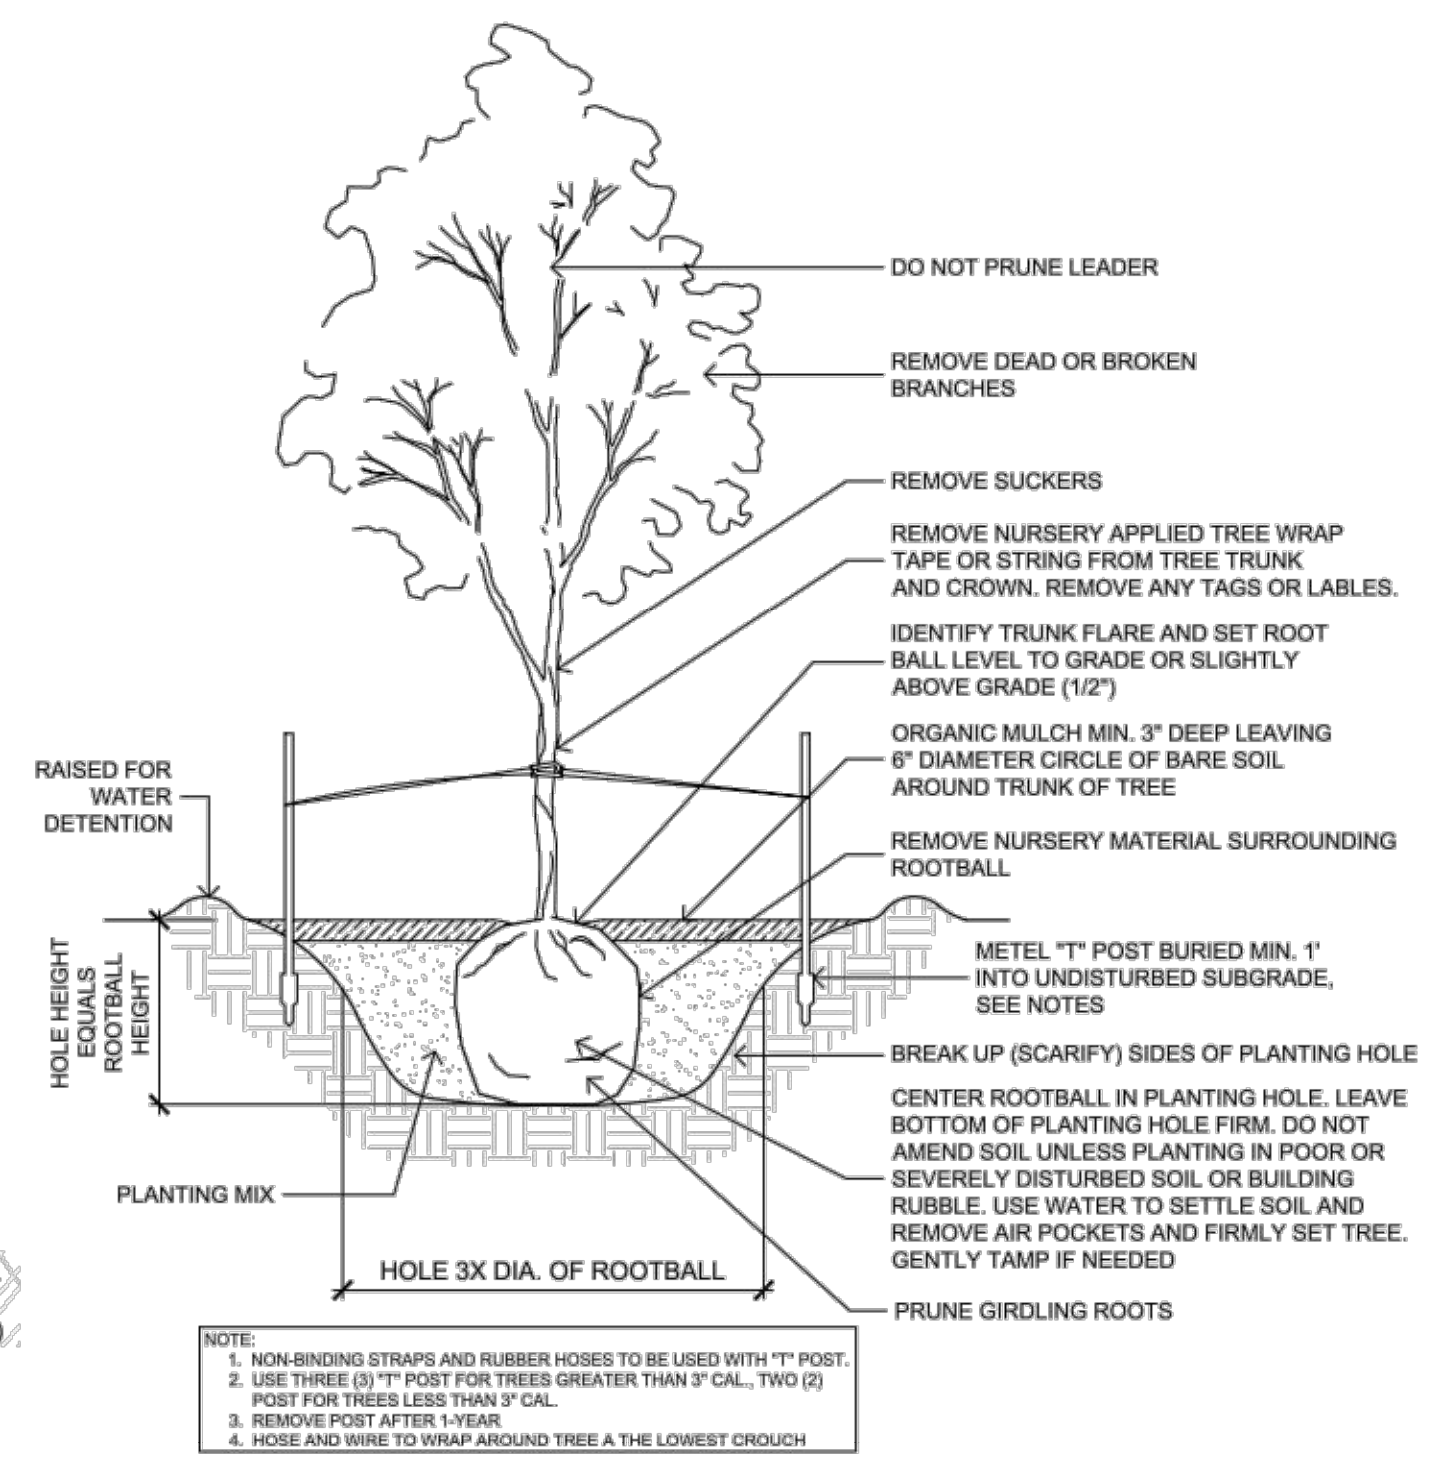 DO NOT PRUNE LEADER
REMOVE DEAD OR BROKEN
BRANCHES
REMOVE SUCKERS
REMOVE NURSERY APPLIED TREE WRAP
TAPE OR STRING FROM TREE TRUNK
AND CROWN. REMOVE ANY TAGS OR LABLES.
IDENTIFY TRUNK FLARE AND SET ROOT
BALL LEVEL TO GRADE OR SLIGHTLY
ABOVE GRADE (1/2")
ORGANIC MULCH MIN. 3" DEEP LEAVING
6" DIAMETER CIRCLE OF BARE SOIL
AROUND TRUNK OF TREE
RAISED FOR
WATER
DETENTION
REMOVE NURSERY MATERIAL SURROUNDING
ROOTBALL
HOLE HEIGHT
EQUALS
ROOTBALL
HEIGHT
METEL "T" POST BURIED MIN. 1'
INTO UNDISTURBED SUBGRADE,
SEE NOTES
BREAK UP (SCARIFY) SIDES OF PLANTING HOLE
CENTER ROOTBALL IN PLANTING HOLE. LEAVE
BOTTOM OF PLANTING HOLE FIRM. DO NOT
AMEND SOIL UNLESS PLANTING IN POOR OR
SEVERELY DISTURBED SOIL OR BUILDING
RUBBLE. USE WATER TO SETTLE SOIL AND
REMOVE AIR POCKETS AND FIRMLY SET TREE.
GENTLY TAMP IF NEEDED
PLANTING MIX
HOLE 3X DIA. OF ROOTBALL
PRUNE GIRDLING ROOTS
NOTE:
1. NON-BINDING STRAPS AND RUBBER HOSES TO BE USED WITH "T" POST.
2. USE THREE (3) "T" POST FOR TREES GREATER THAN 3" CAL., TWO (2)
POST FOR TREES LESS THAN 3" CAL.
3. REMOVE POST AFTER 1-YEAR
4. HOSE AND WIRE TO WRAP AROUND TREE A THE LOWEST CROUCH